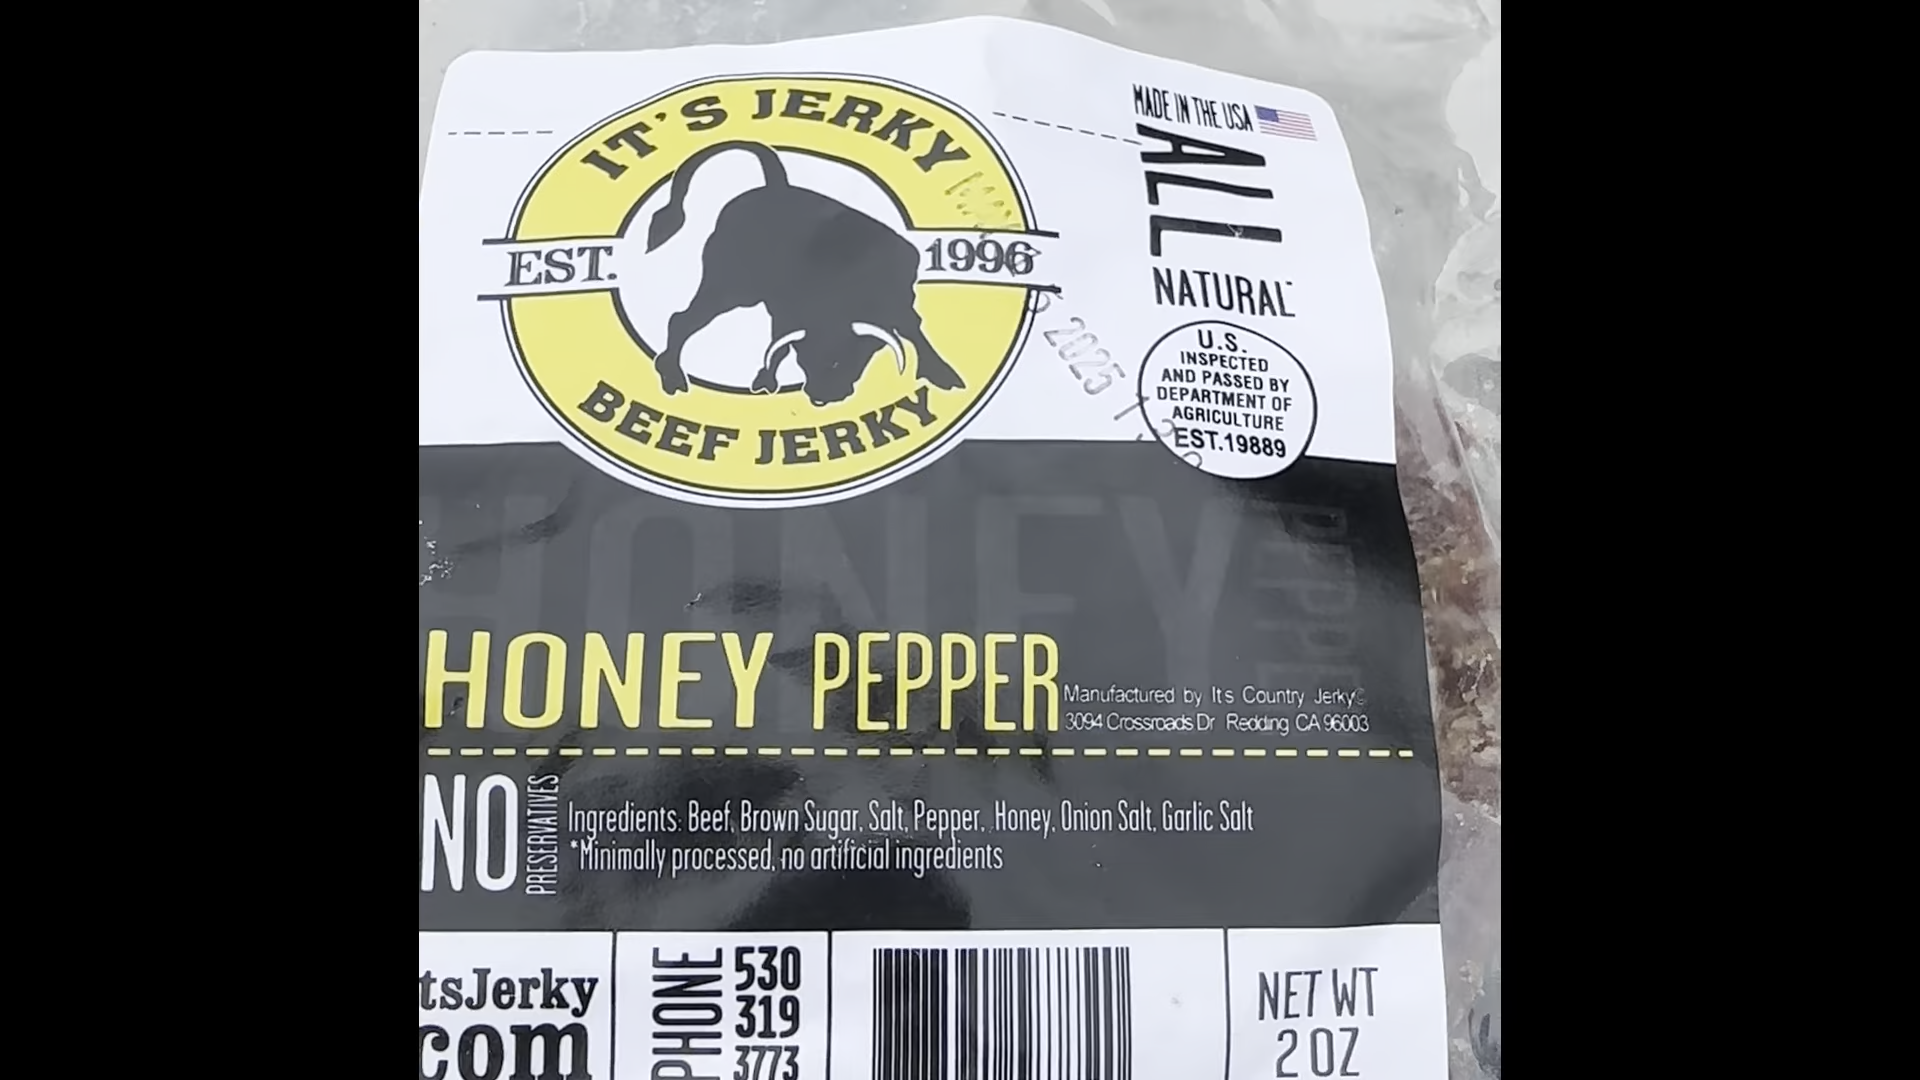 IT'S JERKY
EST. 1996
BEEF JERKY
MADE IN THE USA
ALL
NATURAL™
2025
U.S.
INSPECTED
AND PASSED BY
DEPARTMENT OF
AGRICULTURE
EST.19889
HONEY
HONEY PEPPER
Manufactured by It's Country Jerky©
3094 Crossroads Dr Redding CA 96003
NO
PRESERVATIVES
Ingredients: Beef, Brown Sugar, Salt, Pepper, Honey, Onion Salt, Garlic Salt
*Minimally processed, no artificial ingredients
tsJerky
com
PHONE
530
319
3773
NET WT
2 OZ